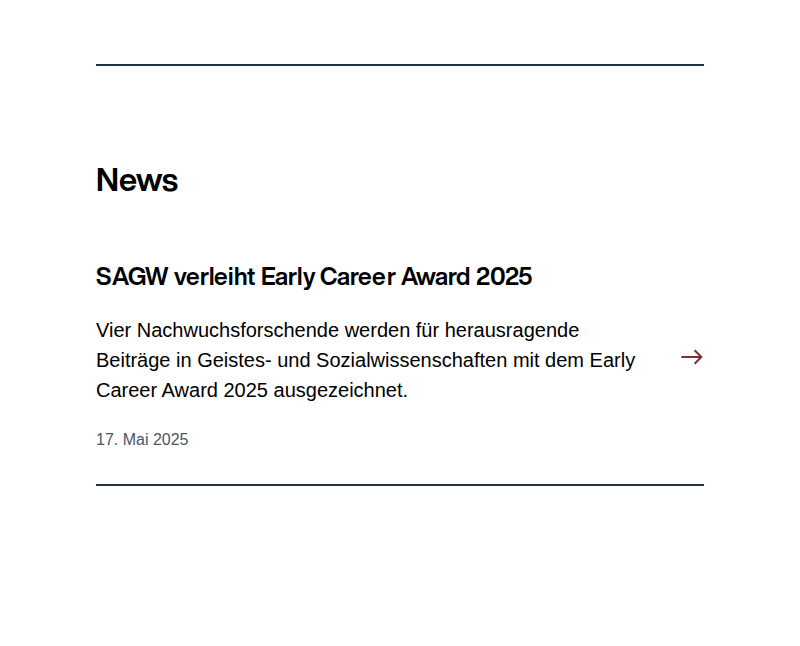 News
SAGW verleiht Early Career Award 2025
Vier Nachwuchsforschende werden für herausragende
Beiträge in Geistes- und Sozialwissenschaften mit dem Early
Career Award 2025 ausgezeichnet.
17. Mai 2025